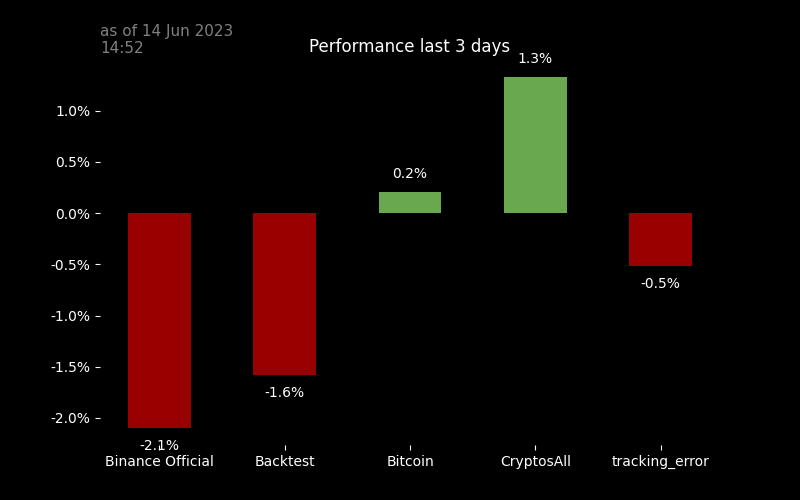 as of 14 Jun 2023
14:52
Performance last 3 days
1.3%
1.0%
0.5%
0.2%
0.0%
-0.5%
-0.5%
-1.0%
-1.5%
-1.6%
-2.0%
-2.1%
Binance Official
Backtest
Bitcoin
CryptosAll
tracking_error